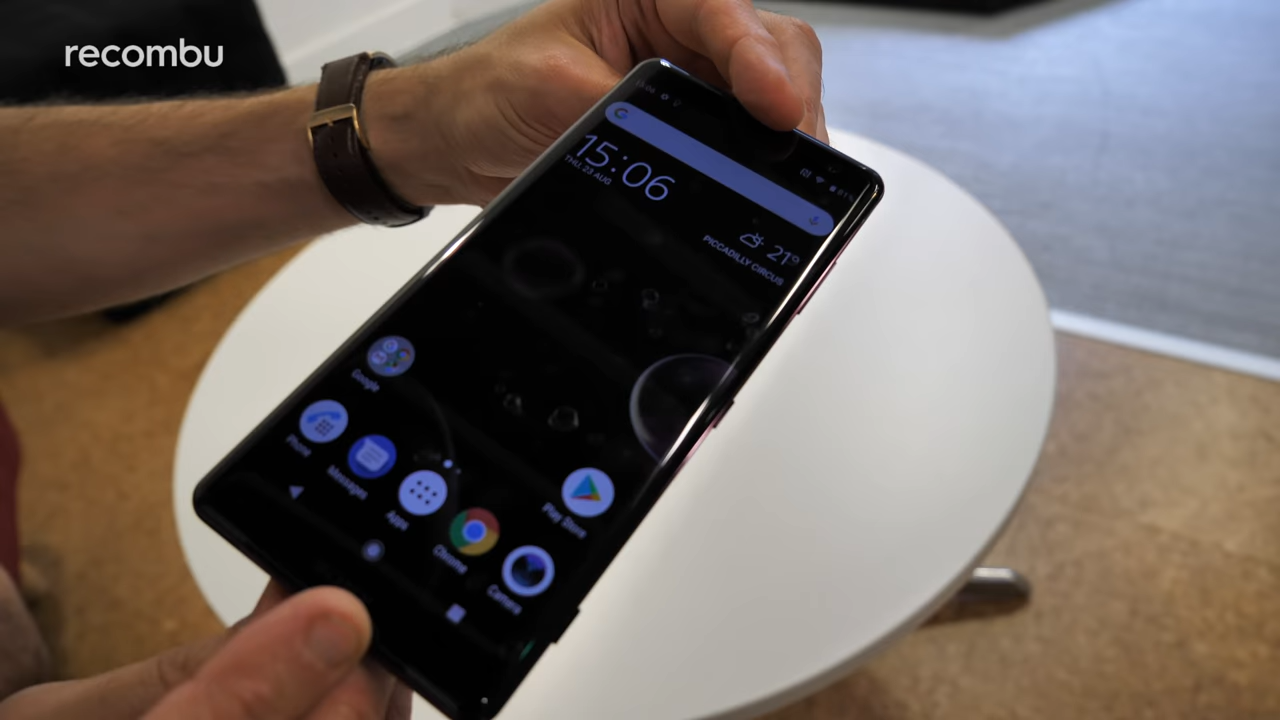 recombu
15:06
THU, 23 AUG
21°
PICCADILLY CIRCUS
Google
Phone
Messages
Apps
Chrome
Camera
Play Store